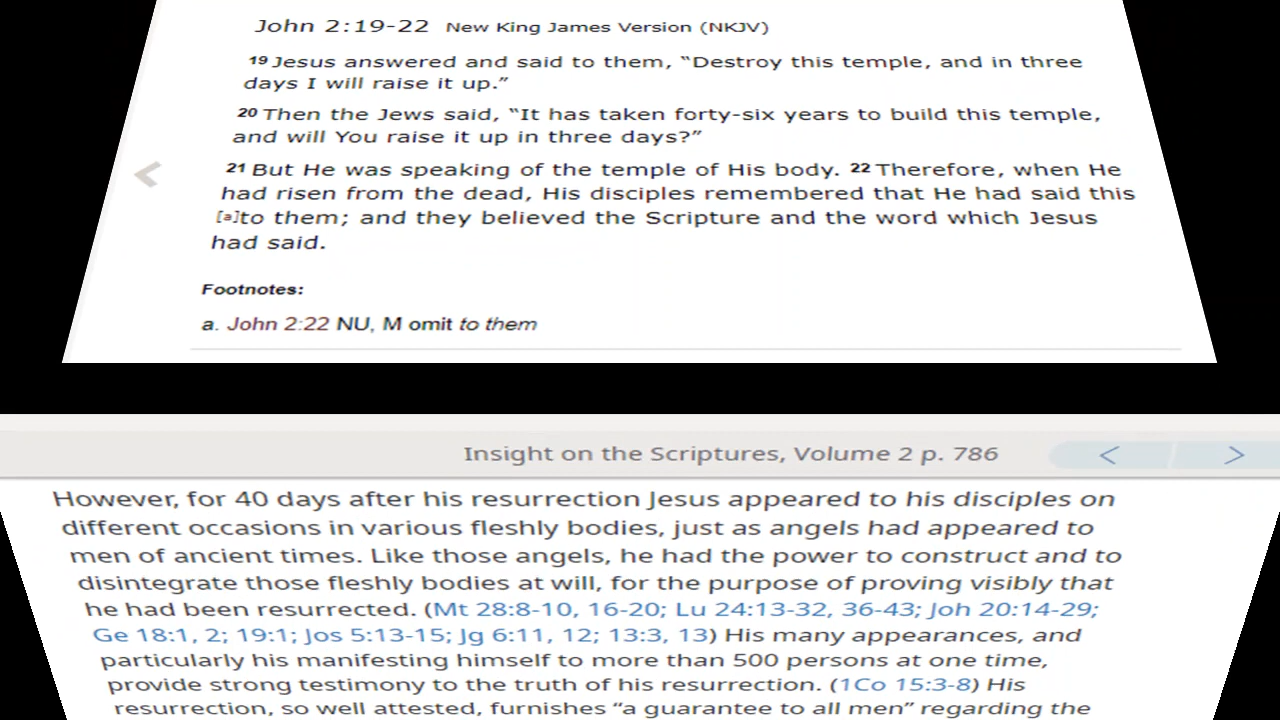 John 2:19-22 New King James Version (NKJV)
19 Jesus answered and said to them, “Destroy this temple, and in three
days I will raise it up.”
20 Then the Jews said, “It has taken forty-six years to build this temple,
and will You raise it up in three days?”
21 But He was speaking of the temple of His body. 22 Therefore, when He
had risen from the dead, His disciples remembered that He had said this
[a]to them; and they believed the Scripture and the word which Jesus
had said.
Footnotes:
a. John 2:22 NU, M omit to them
Insight on the Scriptures, Volume 2 p. 786
However, for 40 days after his resurrection Jesus appeared to his disciples on
different occasions in various fleshly bodies, just as angels had appeared to
men of ancient times. Like those angels, he had the power to construct and to
disintegrate those fleshly bodies at will, for the purpose of proving visibly that
he had been resurrected. (Mt 28:8-10, 16-20; Lu 24:13-32, 36-43; Joh 20:14-29;
Ge 18:1, 2; 19:1; Jos 5:13-15; Jg 6:11, 12; 13:3, 13) His many appearances, and
particularly his manifesting himself to more than 500 persons at one time,
provide strong testimony to the truth of his resurrection. (1Co 15:3-8) His
resurrection, so well attested, furnishes “a guarantee to all men” regarding the